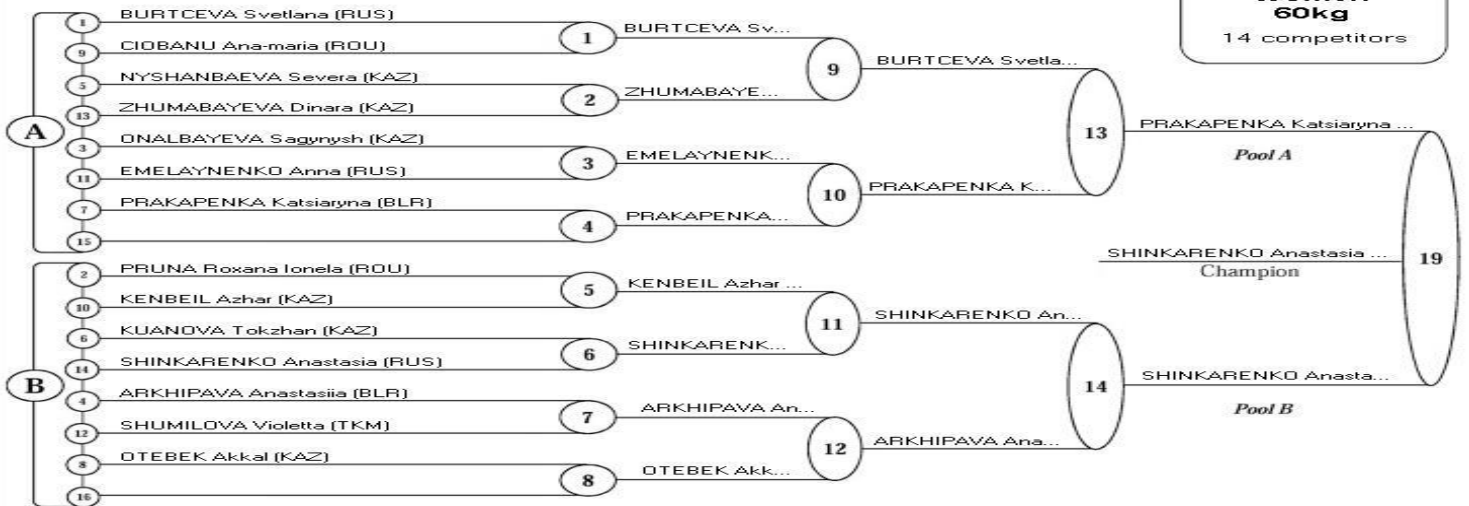 60kg
14 competitors
A
1 BURTCEVA Svetlana (RUS)
9 CIOBANU Ana-maria (ROU)
5 NYSHANBAEVA Severa (KAZ)
13 ZHUMABAYEVA Dinara (KAZ)
3 ONALBAYEVA Sagynysh (KAZ)
11 EMELAYNENKO Anna (RUS)
7 PRAKAPENKA Katsiaryna (BLR)
15
1 BURTCEVA Sv...
2 ZHUMABAYE...
3 EMELAYNENK...
4 PRAKAPENKA...
9 BURTCEVA Svetla...
10 PRAKAPENKA K...
13 PRAKAPENKA Katsiaryna ...
Pool A
B
2 PRUNA Roxana Ionela (ROU)
10 KENBEIL Azhar (KAZ)
6 KUANOVA Tokzhan (KAZ)
14 SHINKARENKO Anastasia (RUS)
4 ARKHIPAVA Anastasiia (BLR)
12 SHUMILOVA Violetta (TKM)
8 OTEBEK Akkal (KAZ)
16
5 KENBEIL Azhar ...
6 SHINKARENK...
7 ARKHIPAVA An...
8 OTEBEK Akk...
11 SHINKARENKO An...
12 ARKHIPAVA Ana...
14 SHINKARENKO Anasta...
Pool B
SHINKARENKO Anastasia ...
Champion
19